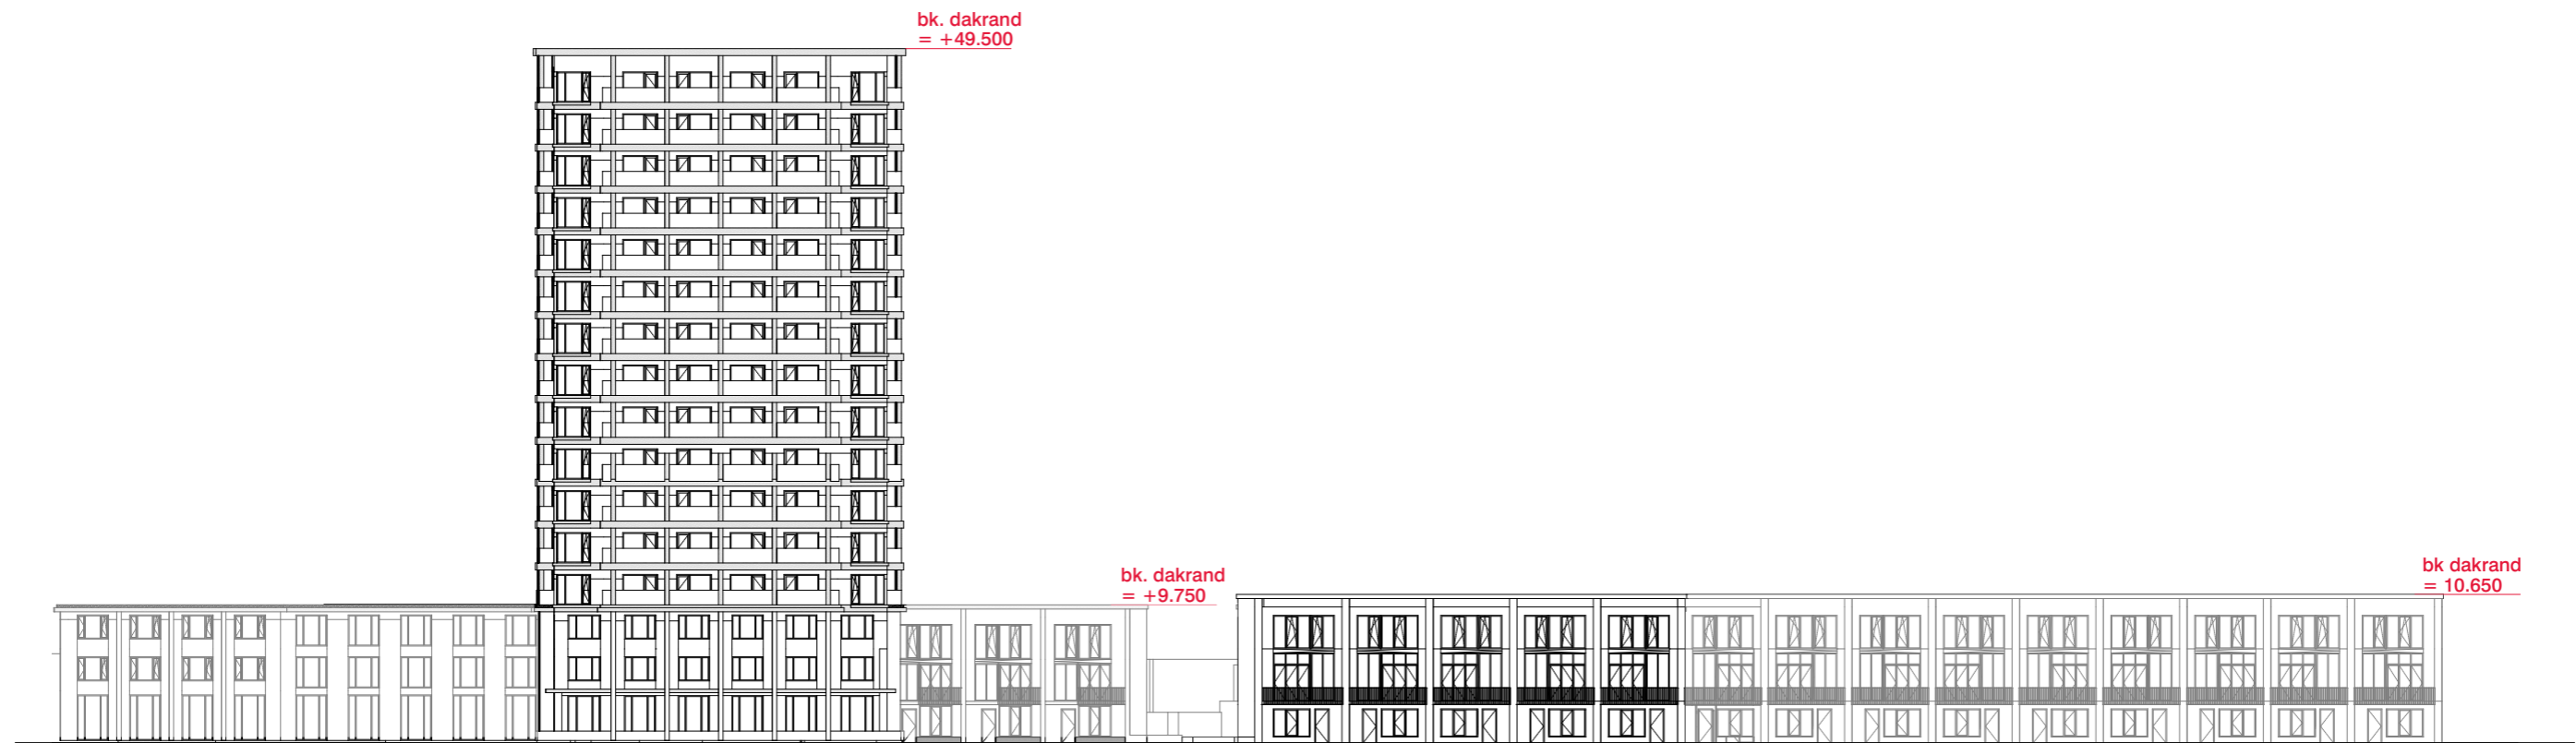 bk. dakrand
= +49.500
bk. dakrand
= +9.750
bk dakrand
= 10.650